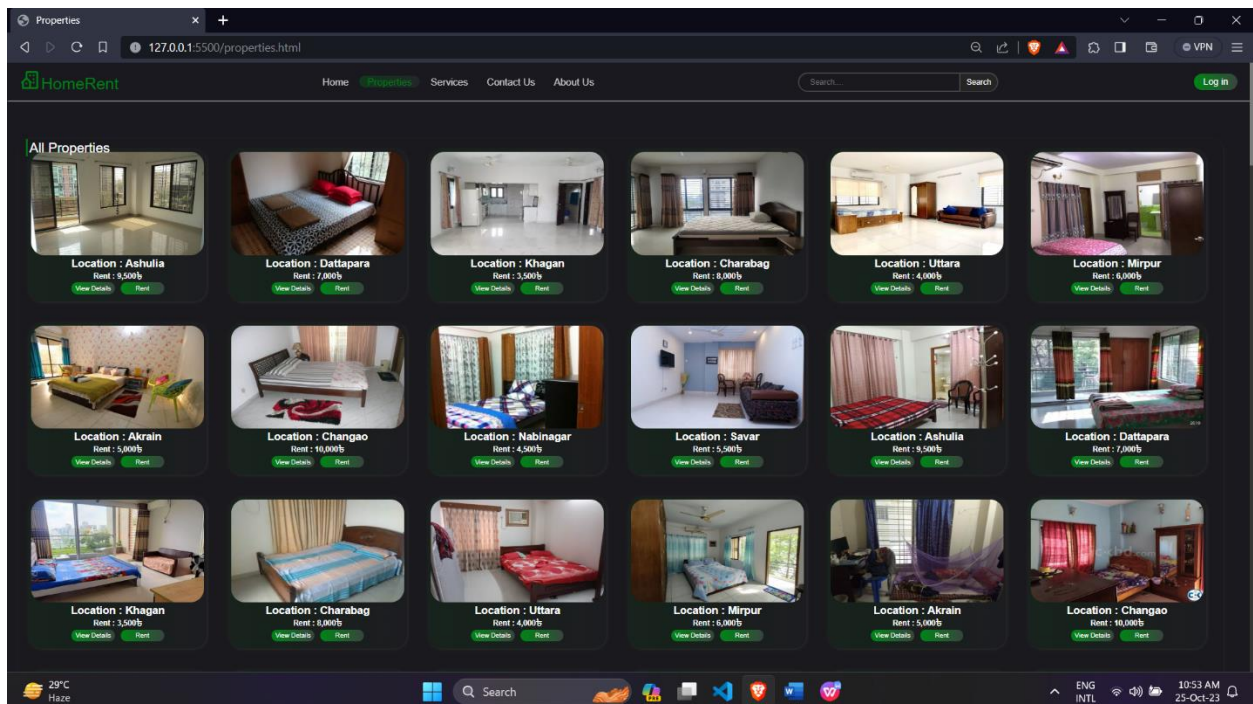 Properties
127.0.0.1:5500/properties.html
VPN
HomeRent
Home Properties Services Contact Us About Us
Search.... Search
Log in
All Properties
Location : Ashulia
Rent : 9,500৳
View Details Rent
Location : Dattapara
Rent : 7,000৳
View Details Rent
Location : Khagan
Rent : 3,500৳
View Details Rent
Location : Charabag
Rent : 8,000৳
View Details Rent
Location : Uttara
Rent : 4,000৳
View Details Rent
Location : Mirpur
Rent : 6,000৳
View Details Rent
Location : Akrain
Rent : 5,000৳
View Details Rent
Location : Changao
Rent : 10,000৳
View Details Rent
Location : Nabinagar
Rent : 4,500৳
View Details Rent
Location : Savar
Rent : 5,500৳
View Details Rent
Location : Ashulia
Rent : 9,500৳
View Details Rent
Location : Dattapara
Rent : 7,000৳
View Details Rent
Location : Khagan
Rent : 3,500৳
View Details Rent
Location : Charabag
Rent : 8,000৳
View Details Rent
Location : Uttara
Rent : 4,000৳
View Details Rent
Location : Mirpur
Rent : 6,000৳
View Details Rent
Location : Akrain
Rent : 5,000৳
View Details Rent
Location : Changao
Rent : 10,000৳
View Details Rent
29°C
Haze
Search
ENG
INTL
10:53 AM
25-Oct-23